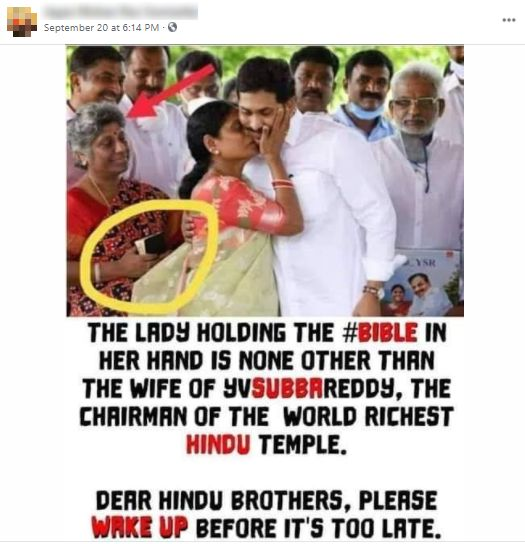 September 20 at 6:14 PM ·
YSR
THE LADY HOLDING THE #BIBLE IN
HER HAND IS NONE OTHER THAN
THE WIFE OF YVSUBBAREDDY, THE
CHAIRMAN OF THE WORLD RICHEST
HINDU TEMPLE.
DEAR HINDU BROTHERS, PLEASE
WAKE UP BEFORE IT'S TOO LATE.